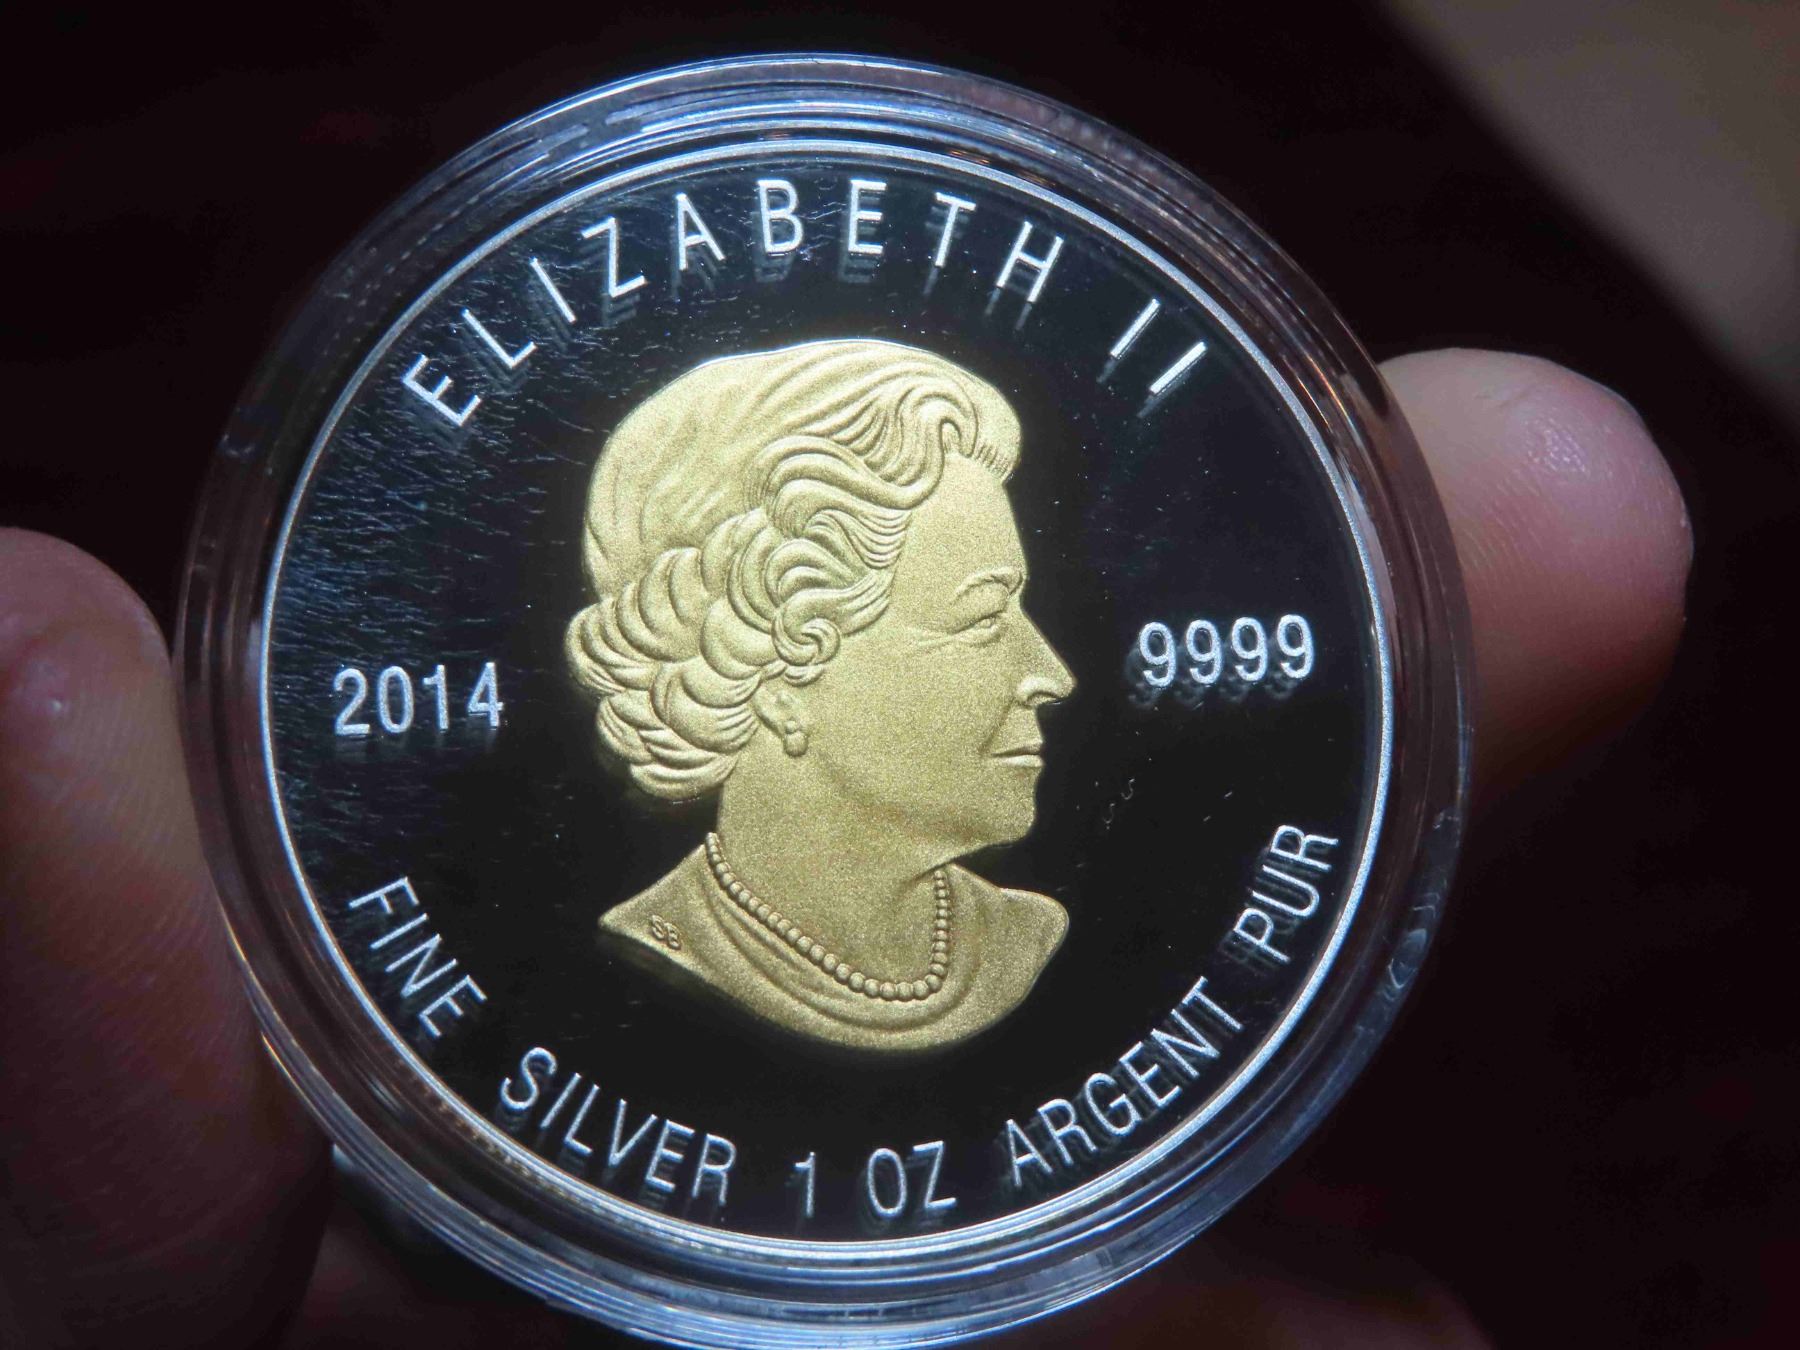 ELIZABETH II
2014
9999
FINE SILVER 1 OZ ARGENT PUR
SB